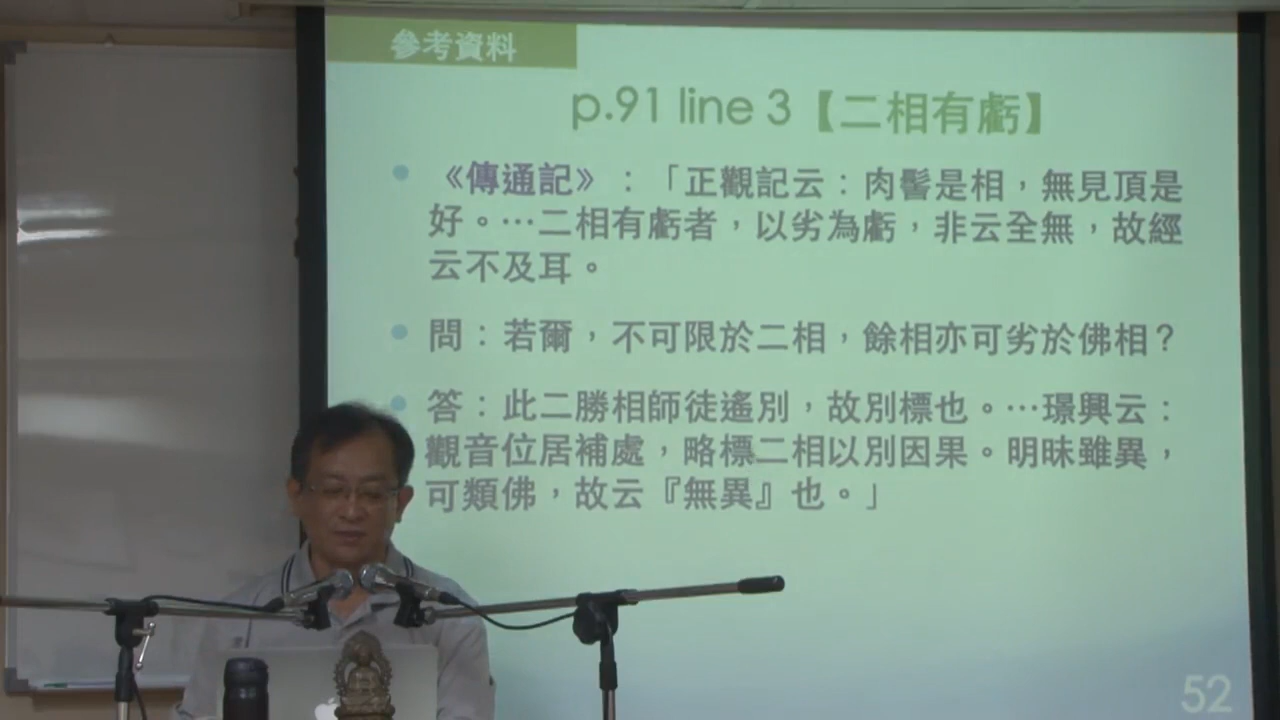 參考資料
p.91 line 3【二相有虧】
• 《傳通記》：「正觀記云：肉髻是相，無見頂是
好。…二相有虧者，以劣為虧，非云全無，故經
云不及耳。
• 問：若爾，不可限於二相，餘相亦可劣於佛相？
• 答：此二勝相師徒遙別，故別標也。…璟興云：
觀音位居補處，略標二相以別因果。明昧雖異，
可類佛，故云『無異』也。」
52